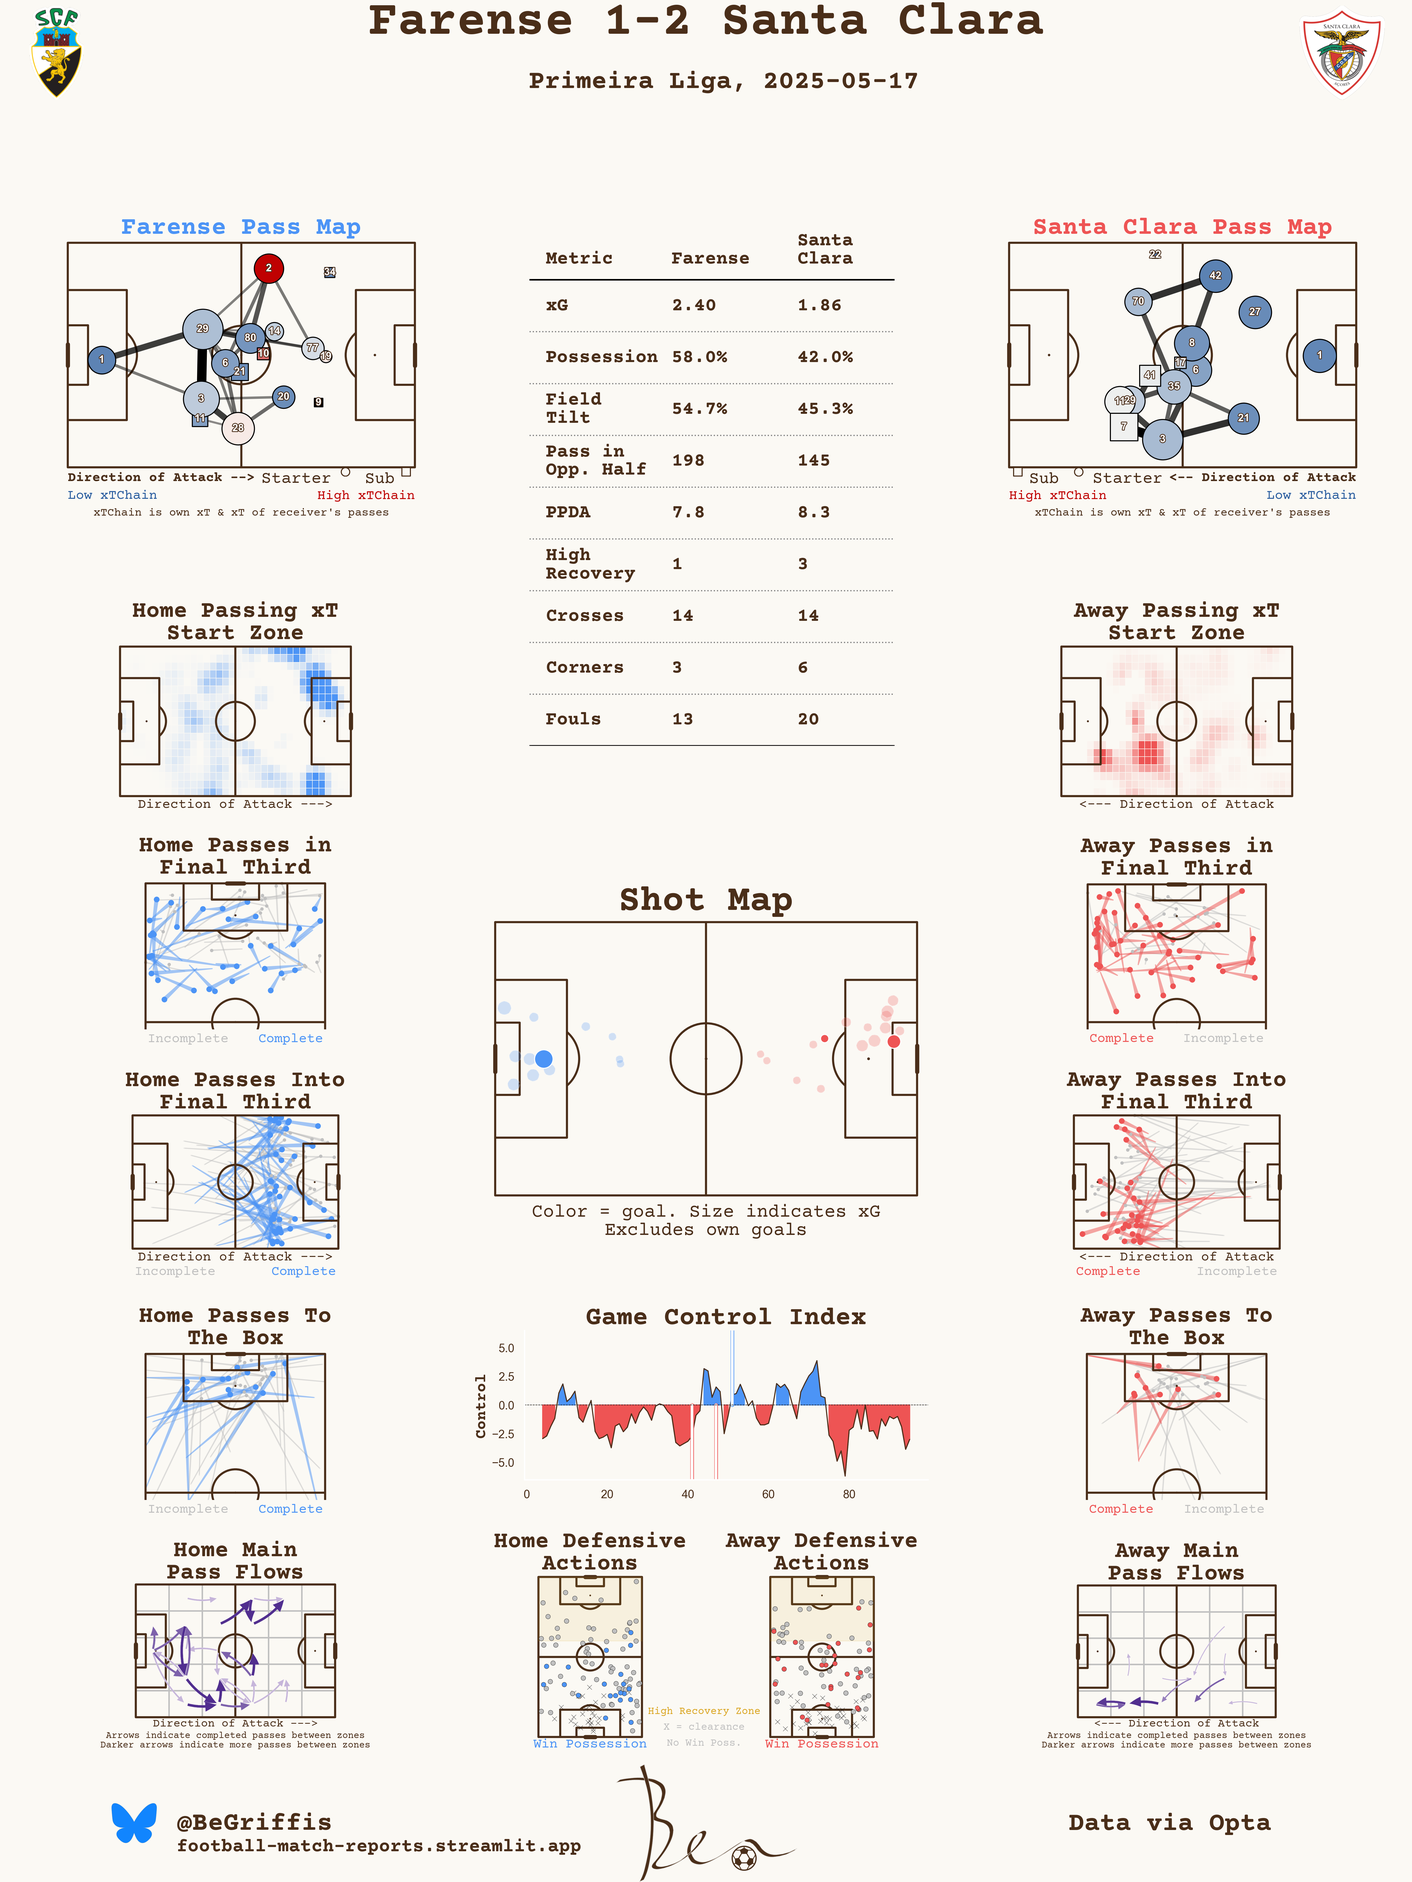 Farense 1-2 Santa Clara
Primeira Liga, 2025-05-17
SCF
SANTA CLARA
AÇORES
Farense Pass Map
2
34
29
80
14
10
77
19
1
6
21
3
20
9
11
28
Direction of Attack --> Starter Sub
Low xTChain High xTChain
xTChain is own xT & xT of receiver's passes
Metric Farense Santa Clara
xG 2.40 1.86
Possession 58.0% 42.0%
Field Tilt 54.7% 45.3%
Pass in Opp. Half 198 145
PPDA 7.8 8.3
High Recovery 1 3
Crosses 14 14
Corners 3 6
Fouls 13 20
Santa Clara Pass Map
22
42
70
27
8
17
6
1
41
35
11
29
7
3
21
Sub Starter <-- Direction of Attack
High xTChain Low xTChain
xTChain is own xT & xT of receiver's passes
Home Passing xT
Start Zone
Direction of Attack --->
Away Passing xT
Start Zone
<--- Direction of Attack
Home Passes in
Final Third
Incomplete Complete
Away Passes in
Final Third
Complete Incomplete
Shot Map
Color = goal. Size indicates xG
Excludes own goals
Home Passes Into
Final Third
Direction of Attack --->
Incomplete Complete
Away Passes Into
Final Third
<--- Direction of Attack
Complete Incomplete
Home Passes To
The Box
Incomplete Complete
Game Control Index
Control
5.0
2.5
0.0
−2.5
−5.0
0 20 40 60 80
Away Passes To
The Box
Complete Incomplete
Home Main
Pass Flows
Direction of Attack --->
Arrows indicate completed passes between zones
Darker arrows indicate more passes between zones
Home Defensive
Actions
Win Possession
High Recovery Zone
X = clearance
No Win Poss.
Away Defensive
Actions
Win Possession
Away Main
Pass Flows
<--- Direction of Attack
Arrows indicate completed passes between zones
Darker arrows indicate more passes between zones
@BeGriffis
football-match-reports.streamlit.app
Ben
Data via Opta